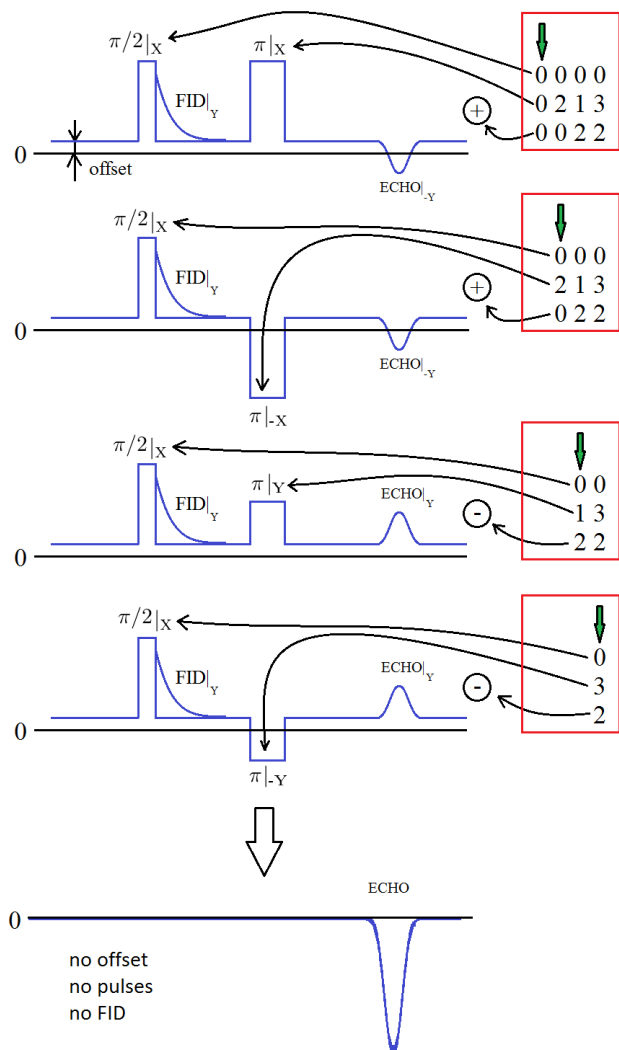 π/2|X π|X 0 0 0 0
FID|Y 0 2 1 3
+ 0 0 2 2
0
offset
ECHO|-Y
π/2|X
0 0 0
FID|Y 2 1 3
+ 0 2 2
0
ECHO|-Y
π|-X
π/2|X
π|Y 0 0
ECHO|Y
FID|Y - 1 3
2 2
0
π/2|X
0
ECHO|Y
FID|Y - 3
2
0
π|-Y
ECHO
0
no offset
no pulses
no FID